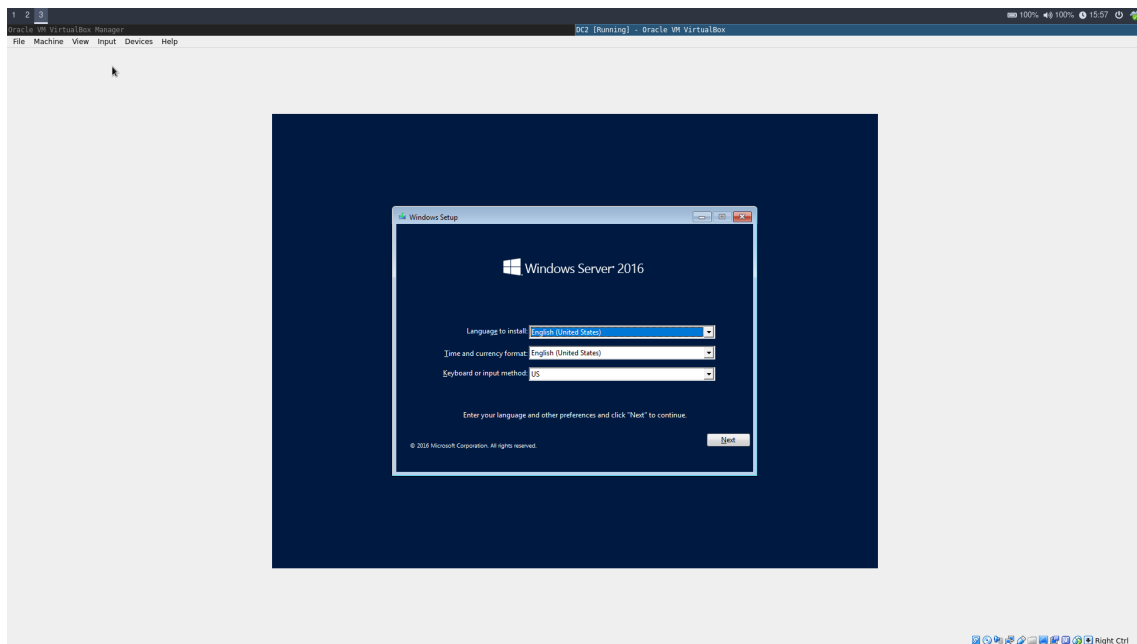 1 2 3 100% 100% 15:57
Oracle VM VirtualBox Manager DC2 [Running] - Oracle VM VirtualBox
File Machine View Input Devices Help
Windows Setup
Windows Server 2016
Language to install: English (United States)
Time and currency format: English (United States)
Keyboard or input method: US
Enter your language and other preferences and click "Next" to continue.
Next
© 2016 Microsoft Corporation. All rights reserved.
Right Ctrl